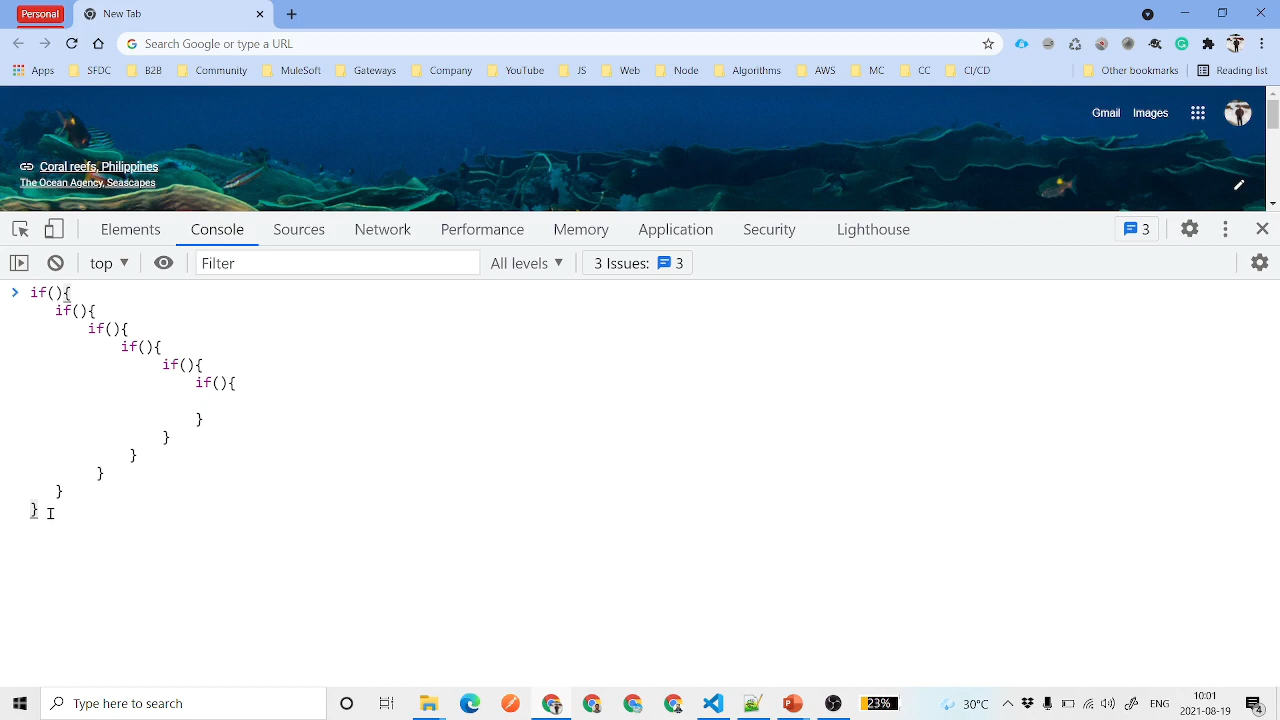 Personal
New Tab
Search Google or type a URL
Apps SFDC B2B Community MuleSoft Gateways Company YouTube JS Web Node Algorithms AWS MC CC CI/CD Other bookmarks Reading list
Gmail Images
Coral reefs, Philippines
The Ocean Agency, Seascapes
Elements Console Sources Network Performance Memory Application Security Lighthouse 3
top Filter All levels 3 Issues: 3
if(){
if(){
if(){
if(){
if(){
if(){
}
}
}
}
}
}
Type here to search
23% 30°C ENG 10:01
2021-08-19
4